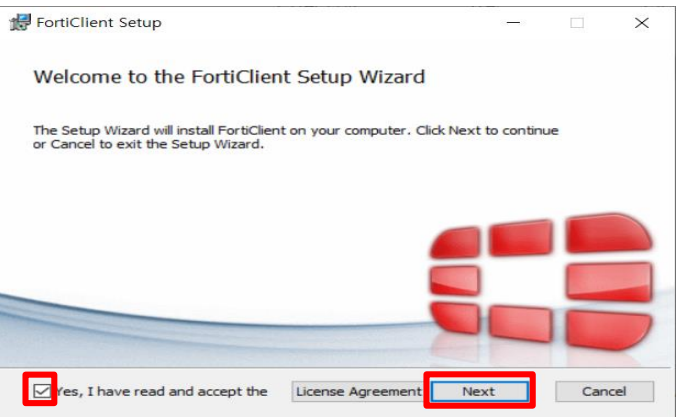 FortiClient Setup
Welcome to the FortiClient Setup Wizard
The Setup Wizard will install FortiClient on your computer. Click Next to continue
or Cancel to exit the Setup Wizard.
Yes, I have read and accept the License Agreement Next Cancel